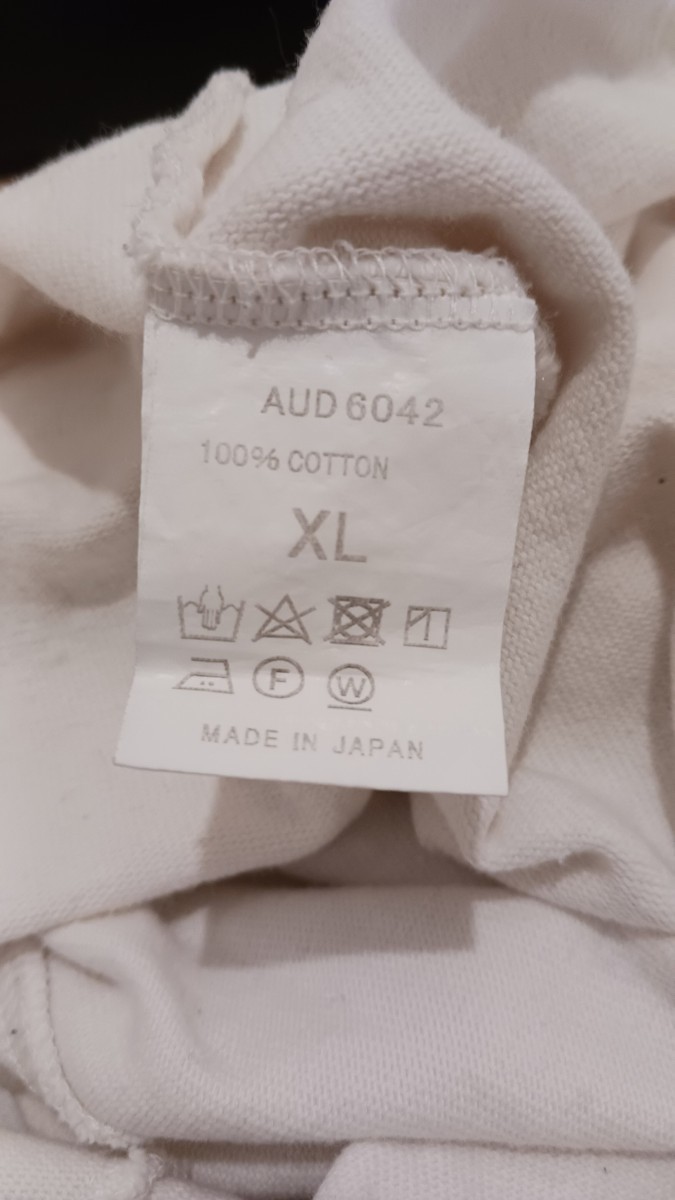 AUD 6042
100% COTTON
XL
F W
MADE IN JAPAN